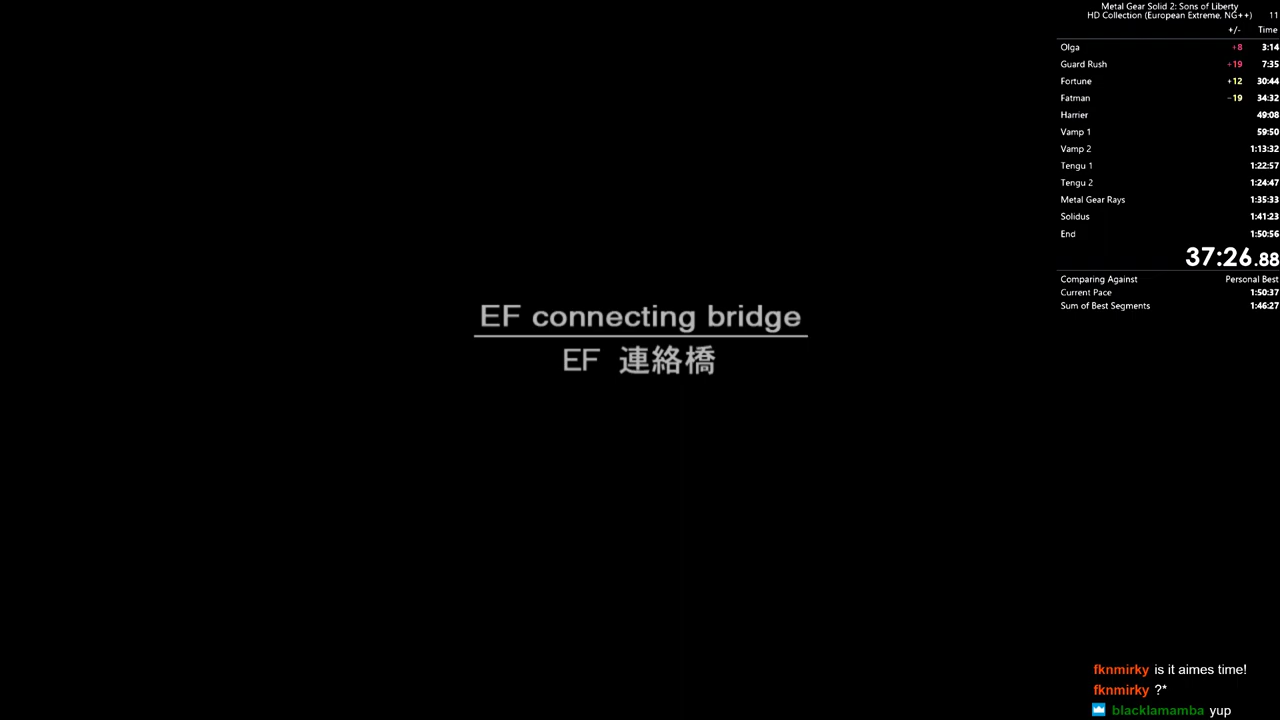 Metal Gear Solid 2: Sons of Liberty
HD Collection (European Extreme, NG++) 11
+/- Time
Olga +8 3:14
Guard Rush +19 7:35
Fortune +12 30:44
Fatman −19 34:32
Harrier 49:08
Vamp 1 59:50
Vamp 2 1:13:32
Tengu 1 1:22:57
Tengu 2 1:24:47
Metal Gear Rays 1:35:33
Solidus 1:41:23
End 1:50:56
37:26.88
Comparing Against Personal Best
Current Pace 1:50:37
Sum of Best Segments 1:46:27
EF connecting bridge
EF 連絡橋
fknmirky is it aimes time!
fknmirky ?*
blacklamamba yup